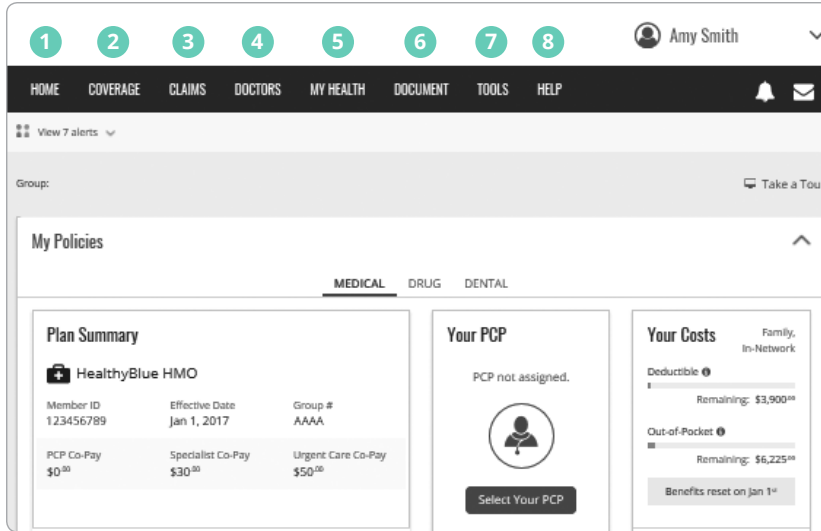 Amy Smith
1 2 3 4 5 6 7 8
HOME COVERAGE CLAIMS DOCTORS MY HEALTH DOCUMENT TOOLS HELP
View 7 alerts
Group:
Take a Tou
My Policies
MEDICAL DRUG DENTAL
Plan Summary
HealthyBlue HMO
Member ID Effective Date Group #
123456789 Jan 1, 2017 AAAA
PCP Co-Pay Specialist Co-Pay Urgent Care Co-Pay
$0.00 $30.00 $50.00
Your PCP
PCP not assigned.
Select Your PCP
Your Costs
Family,
In-Network
Deductible
Remaining: $3,900.00
Out-of-Pocket
Remaining: $6,225.00
Benefits reset on Jan 1st